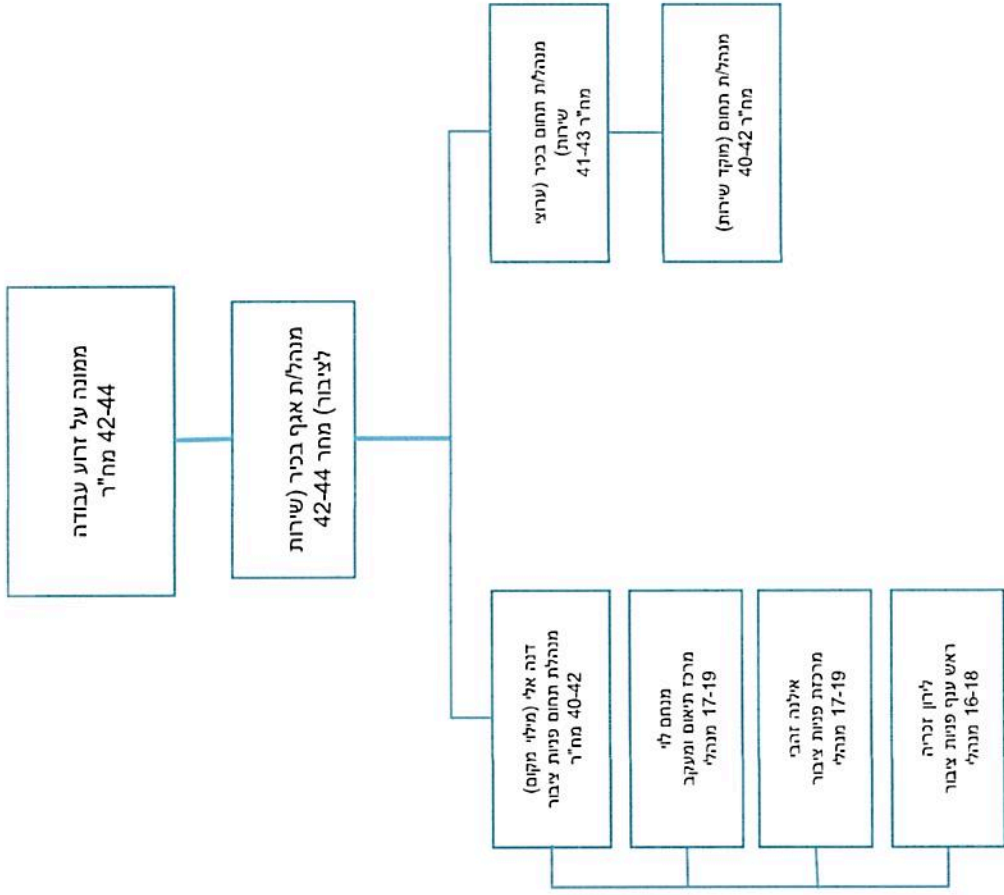 ממונה על זרוע עבודה
42-44 מח"ר
מנהל/ת אגף בכיר (שירות
לציבור) מחר 42-44
מנהל/ת תחום בכיר (ערוצי
שירות)
מח"ר 41-43
מנהל/ת תחום (מוקד שירות)
מח"ר 40-42
דנה אלי (מילוי מקום)
מנהלת תחום פניות ציבור
40-42 מח"ר
מנחם לוי
מרכז תיאום ומעקב
17-19 מנהלי
אילנה זהבי
מרכזת פניות ציבור
17-19 מנהלי
לירון זכריה
ראש ענף פניות ציבור
16-18 מנהלי